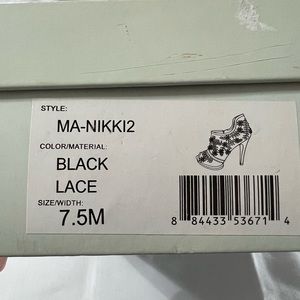 STYLE:
MA-NIKKI2
COLOR/MATERIAL:
BLACK
LACE
SIZE/WIDTH:
7.5M
8 84433 53671 4